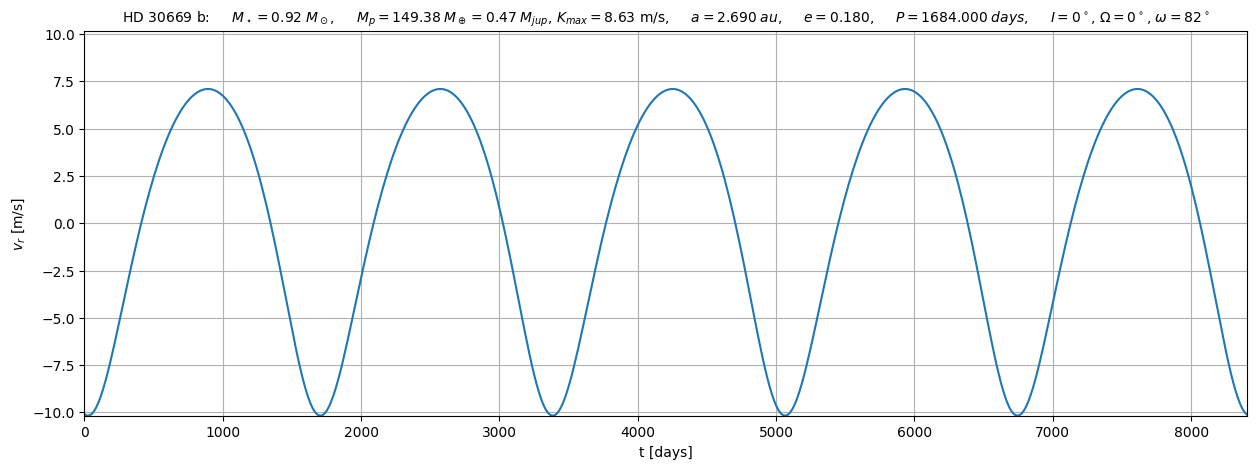 HD 30669 b: M⋆ = 0.92 M⊙, Mp = 149.38 M⊕ = 0.47 Mjup, Kmax = 8.63 m/s, a = 2.690 au, e = 0.180, P = 1684.000 days, I = 0°, Ω = 0°, ω = 82°
10.0
7.5
5.0
2.5
0.0
−2.5
−5.0
−7.5
−10.0
vr [m/s]
0 1000 2000 3000 4000 5000 6000 7000 8000
t [days]